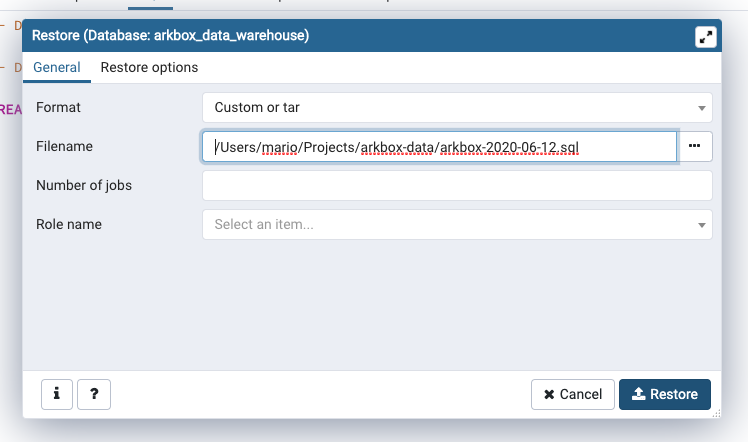 – D
Restore (Database: arkbox_data_warehouse)
General Restore options
– D
REA
Format Custom or tar
Filename /Users/mario/Projects/arkbox-data/arkbox-2020-06-12.sql
Number of jobs
Role name Select an item...
i ? Cancel Restore